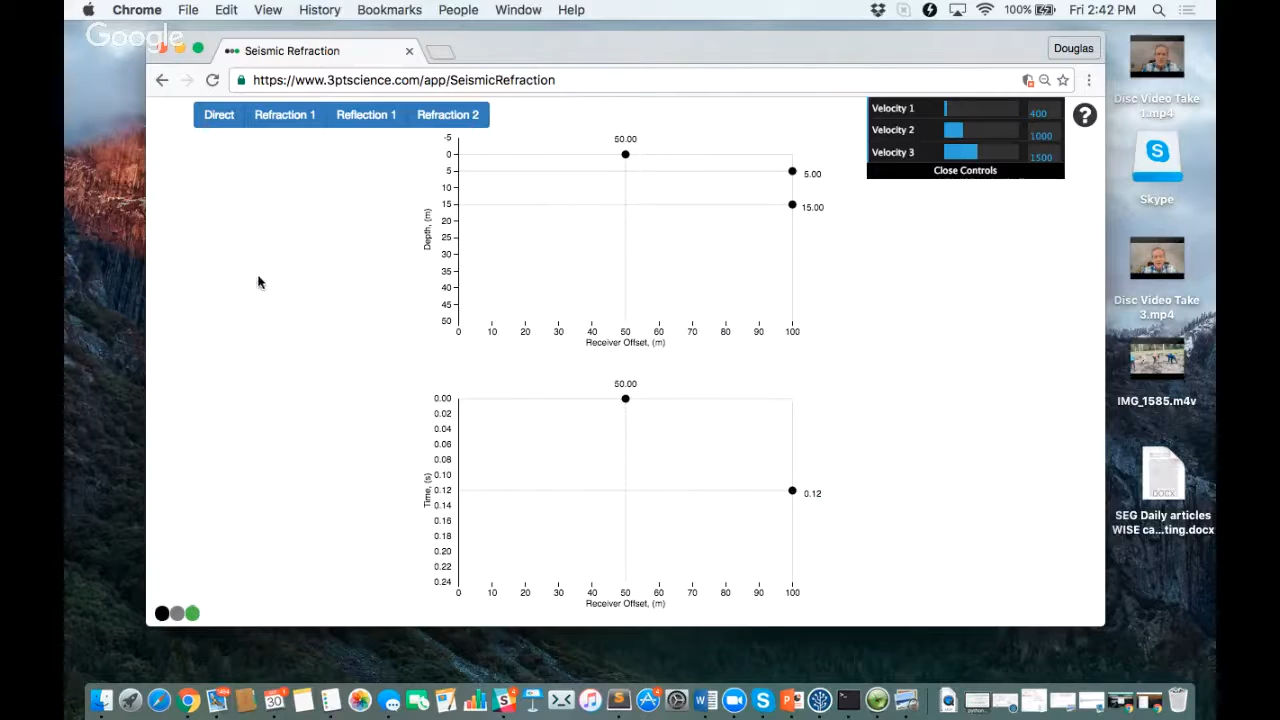 Chrome File Edit View History Bookmarks People Window Help 100% Fri 2:42 PM
Google
Seismic Refraction
Douglas
https://www.3ptscience.com/app/SeismicRefraction
Direct Refraction 1 Reflection 1 Refraction 2
Velocity 1 400
Velocity 2 1000
Velocity 3 1500
Close Controls
?
50.00
-5
0
5
10
15
20
25
30
35
40
45
50
Depth, (m)
5.00
15.00
0 10 20 30 40 50 60 70 80 90 100
Receiver Offset, (m)
50.00
0.00
0.02
0.04
0.06
0.08
0.10
0.12
0.14
0.16
0.18
0.20
0.22
0.24
Time, (s)
0.12
0 10 20 30 40 50 60 70 80 90 100
Receiver Offset, (m)
Disc Video Take
1.mp4
Skype
Disc Video Take
3.mp4
IMG_1585.m4v
DOCX
SEG Daily articles
WISE ca...ting.docx
30